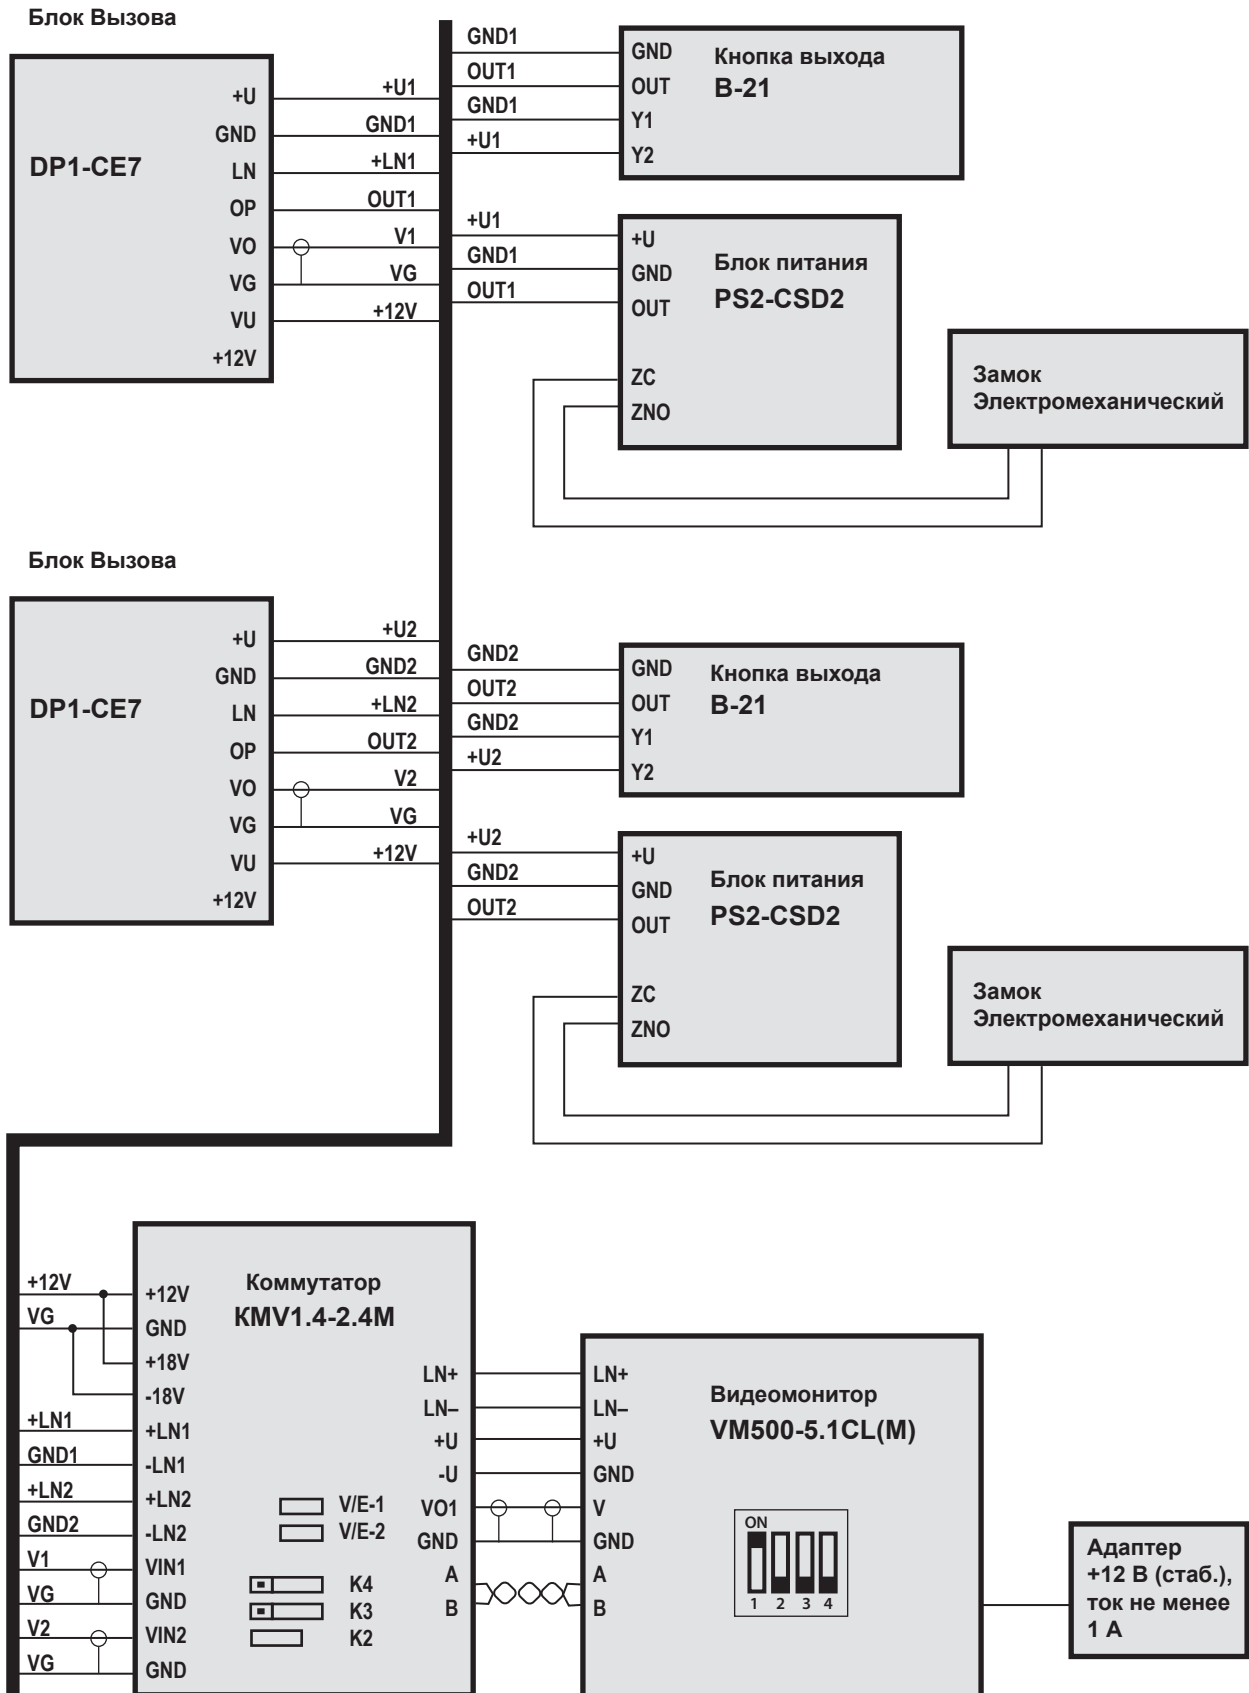 Блок Вызова
DP1-CE7
+U
GND
LN
OP
VO
VG
VU
+12V
+U1
GND1
+LN1
OUT1
V1
VG
+12V
GND1
OUT1
GND1
+U1
GND
OUT
Y1
Y2
Кнопка выхода
B-21
+U1
GND1
OUT1
+U
GND
OUT
ZC
ZNO
Блок питания
PS2-CSD2
Замок
Электромеханический
Блок Вызова
DP1-CE7
+U
GND
LN
OP
VO
VG
VU
+12V
+U2
GND2
+LN2
OUT2
V2
VG
+12V
GND2
OUT2
GND2
+U2
GND
OUT
Y1
Y2
Кнопка выхода
B-21
+U2
GND2
OUT2
+U
GND
OUT
ZC
ZNO
Блок питания
PS2-CSD2
Замок
Электромеханический
+12V
VG
+LN1
GND1
+LN2
GND2
V1
VG
V2
VG
+12V
GND
+18V
-18V
+LN1
-LN1
+LN2
-LN2
VIN1
GND
VIN2
GND
Коммутатор
KMV1.4-2.4M
V/E-1
V/E-2
K4
K3
K2
LN+
LN–
+U
-U
VO1
GND
A
B
LN+
LN–
+U
GND
V
GND
A
B
Видеомонитор
VM500-5.1CL(M)
ON
1 2 3 4
Адаптер
+12 В (стаб.),
ток не менее
1 А